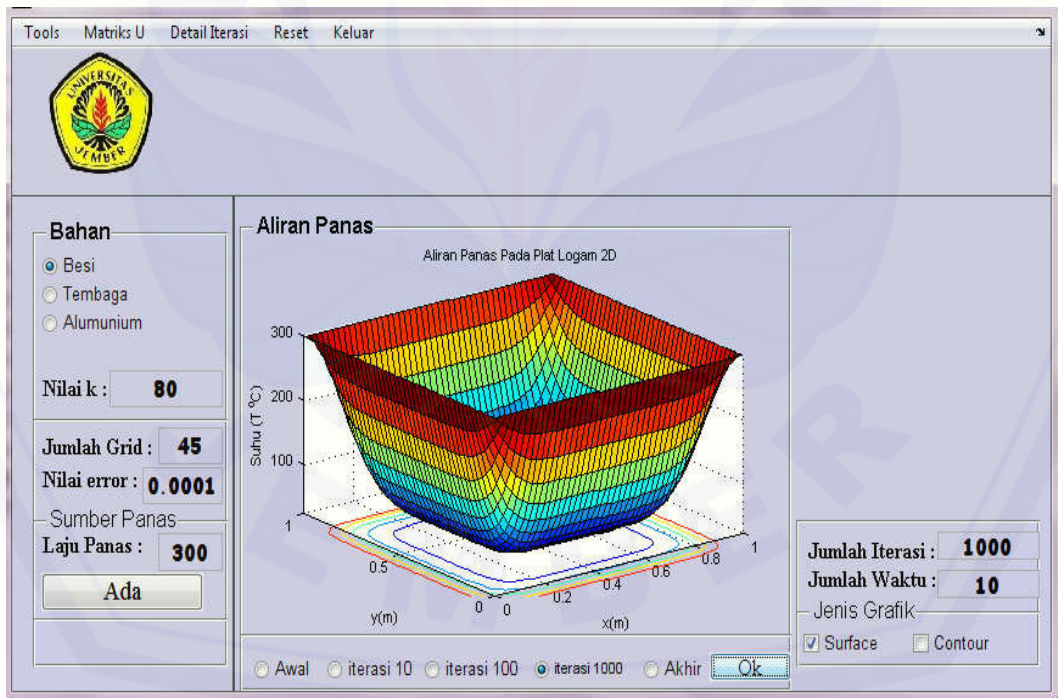 Tools Matriks U Detail Iterasi Reset Keluar
UNIVERSITAS
JEMBER
Bahan
Besi
Tembaga
Alumunium
Nilai k : 80
Jumlah Grid : 45
Nilai error : 0.0001
Sumber Panas
Laju Panas : 300
Ada
Aliran Panas
Aliran Panas Pada Plat Logam 2D
300
200
100
Suhu (T °C)
1
0.5
0
y(m)
0
0.2
0.4
0.6
0.8
1
x(m)
Awal iterasi 10 iterasi 100 iterasi 1000 Akhir Ok
Jumlah Iterasi : 1000
Jumlah Waktu : 10
Jenis Grafik
Surface Contour